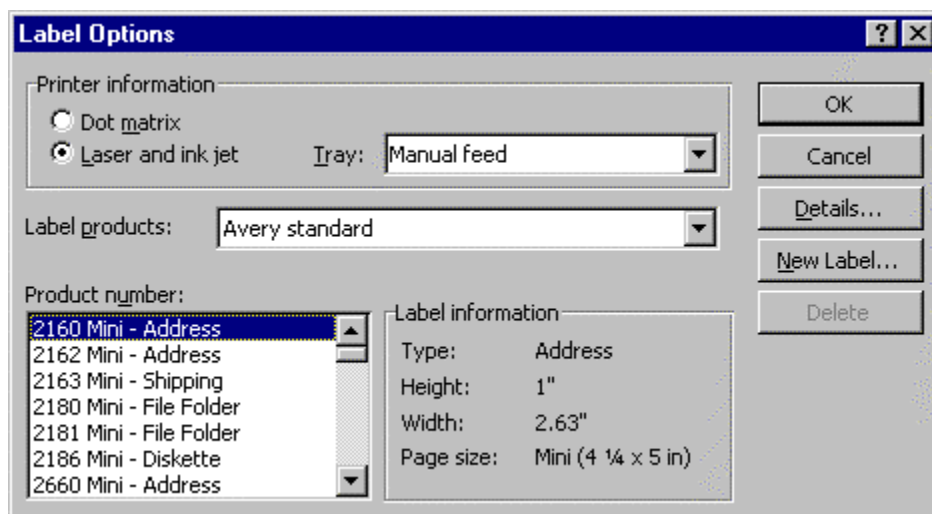 Label Options
Printer information
Dot matrix
Laser and ink jet
Tray: Manual feed
Label products: Avery standard
Product number:
2160 Mini - Address
2162 Mini - Address
2163 Mini - Shipping
2180 Mini - File Folder
2181 Mini - File Folder
2186 Mini - Diskette
2660 Mini - Address
Label information
Type: Address
Height: 1"
Width: 2.63"
Page size: Mini (4 ¼ x 5 in)
OK
Cancel
Details...
New Label...
Delete